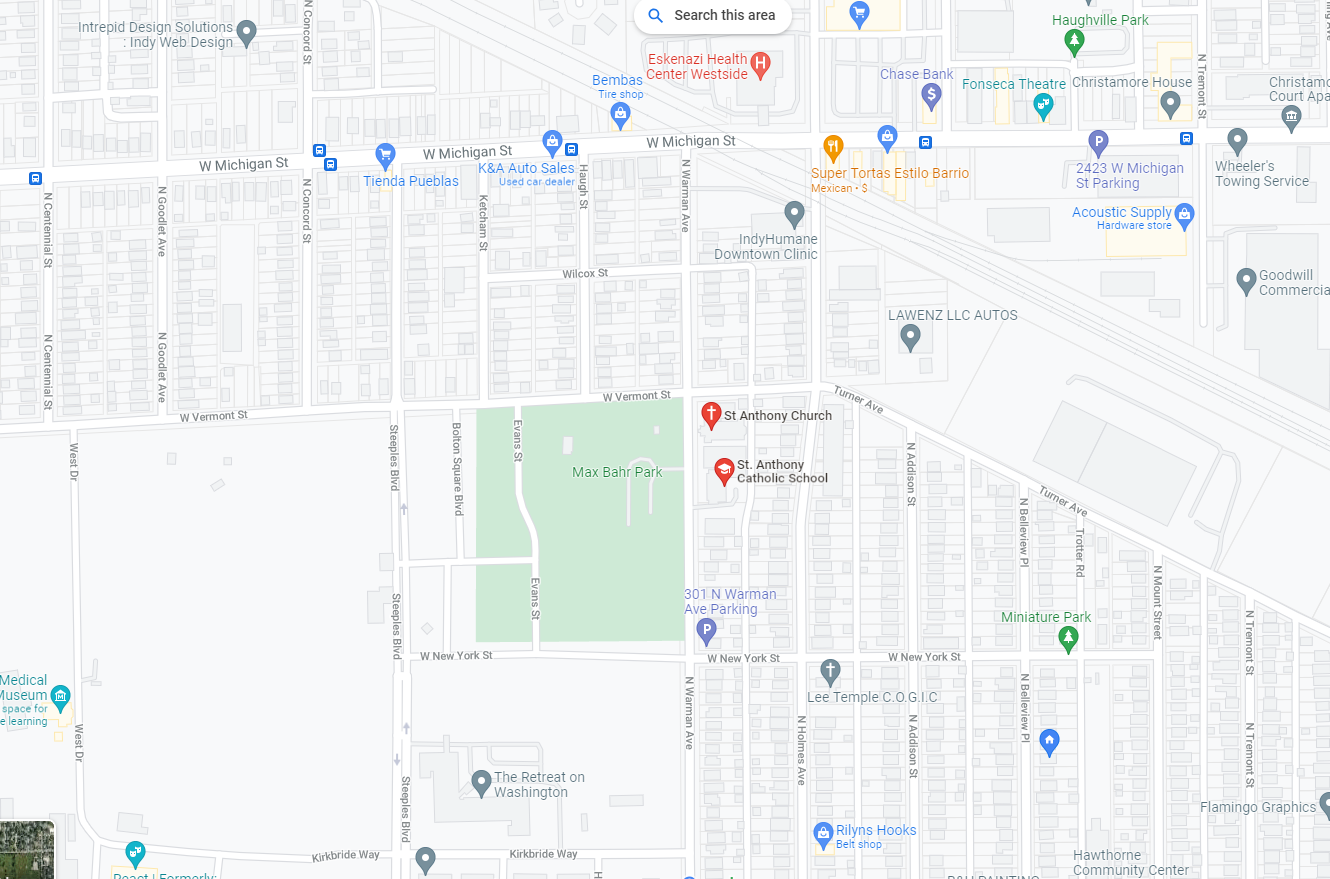 Search this area
Intrepid Design Solutions
: Indy Web Design
N Concord St
Haughville Park
Eskenazi Health
Center Westside
Bembas
Tire shop
Chase Bank
Fonseca Theatre
Christamore House
N Tremont St
Court Apa
W Michigan St
W Michigan St
W Michigan St
Tienda Pueblas
K&A Auto Sales
Used car dealer
Super Tortas Estilo Barrio
Mexican • $
2423 W Michigan
St Parking
Wheeler's
Towing Service
Acoustic Supply
Hardware store
N Centennial St
N Goodlet Ave
N Concord St
Ketcham St
Haugh St
N Warman Ave
IndyHumane
Downtown Clinic
Wilcox St
Goodwill
Commercia
LAWENZ LLC AUTOS
N Centennial St
N Goodlet Ave
W Vermont St
W Vermont St
Turner Ave
St Anthony Church
St. Anthony
Catholic School
Max Bahr Park
West Dr
Steeples Blvd
Bolton Square Blvd
Evans St
N Addison St
Turner Ave
N Belleview Pl
Trotter Rd
N Mount Street
Evans St
Steeples Blvd
301 N Warman
Ave Parking
Miniature Park
N Tremont St
W New York St
W New York St
W New York St
Lee Temple C.O.G.I.C
Medical
Museum
space for
e learning
West Dr
N Warman Ave
N Holmes Ave
N Addison St
N Belleview Pl
N Tremont St
The Retreat on
Washington
Steeples Blvd
Flamingo Graphics
Rilyns Hooks
Belt shop
Kirkbride Way
Kirkbride Way
Hawthorne
Community Center